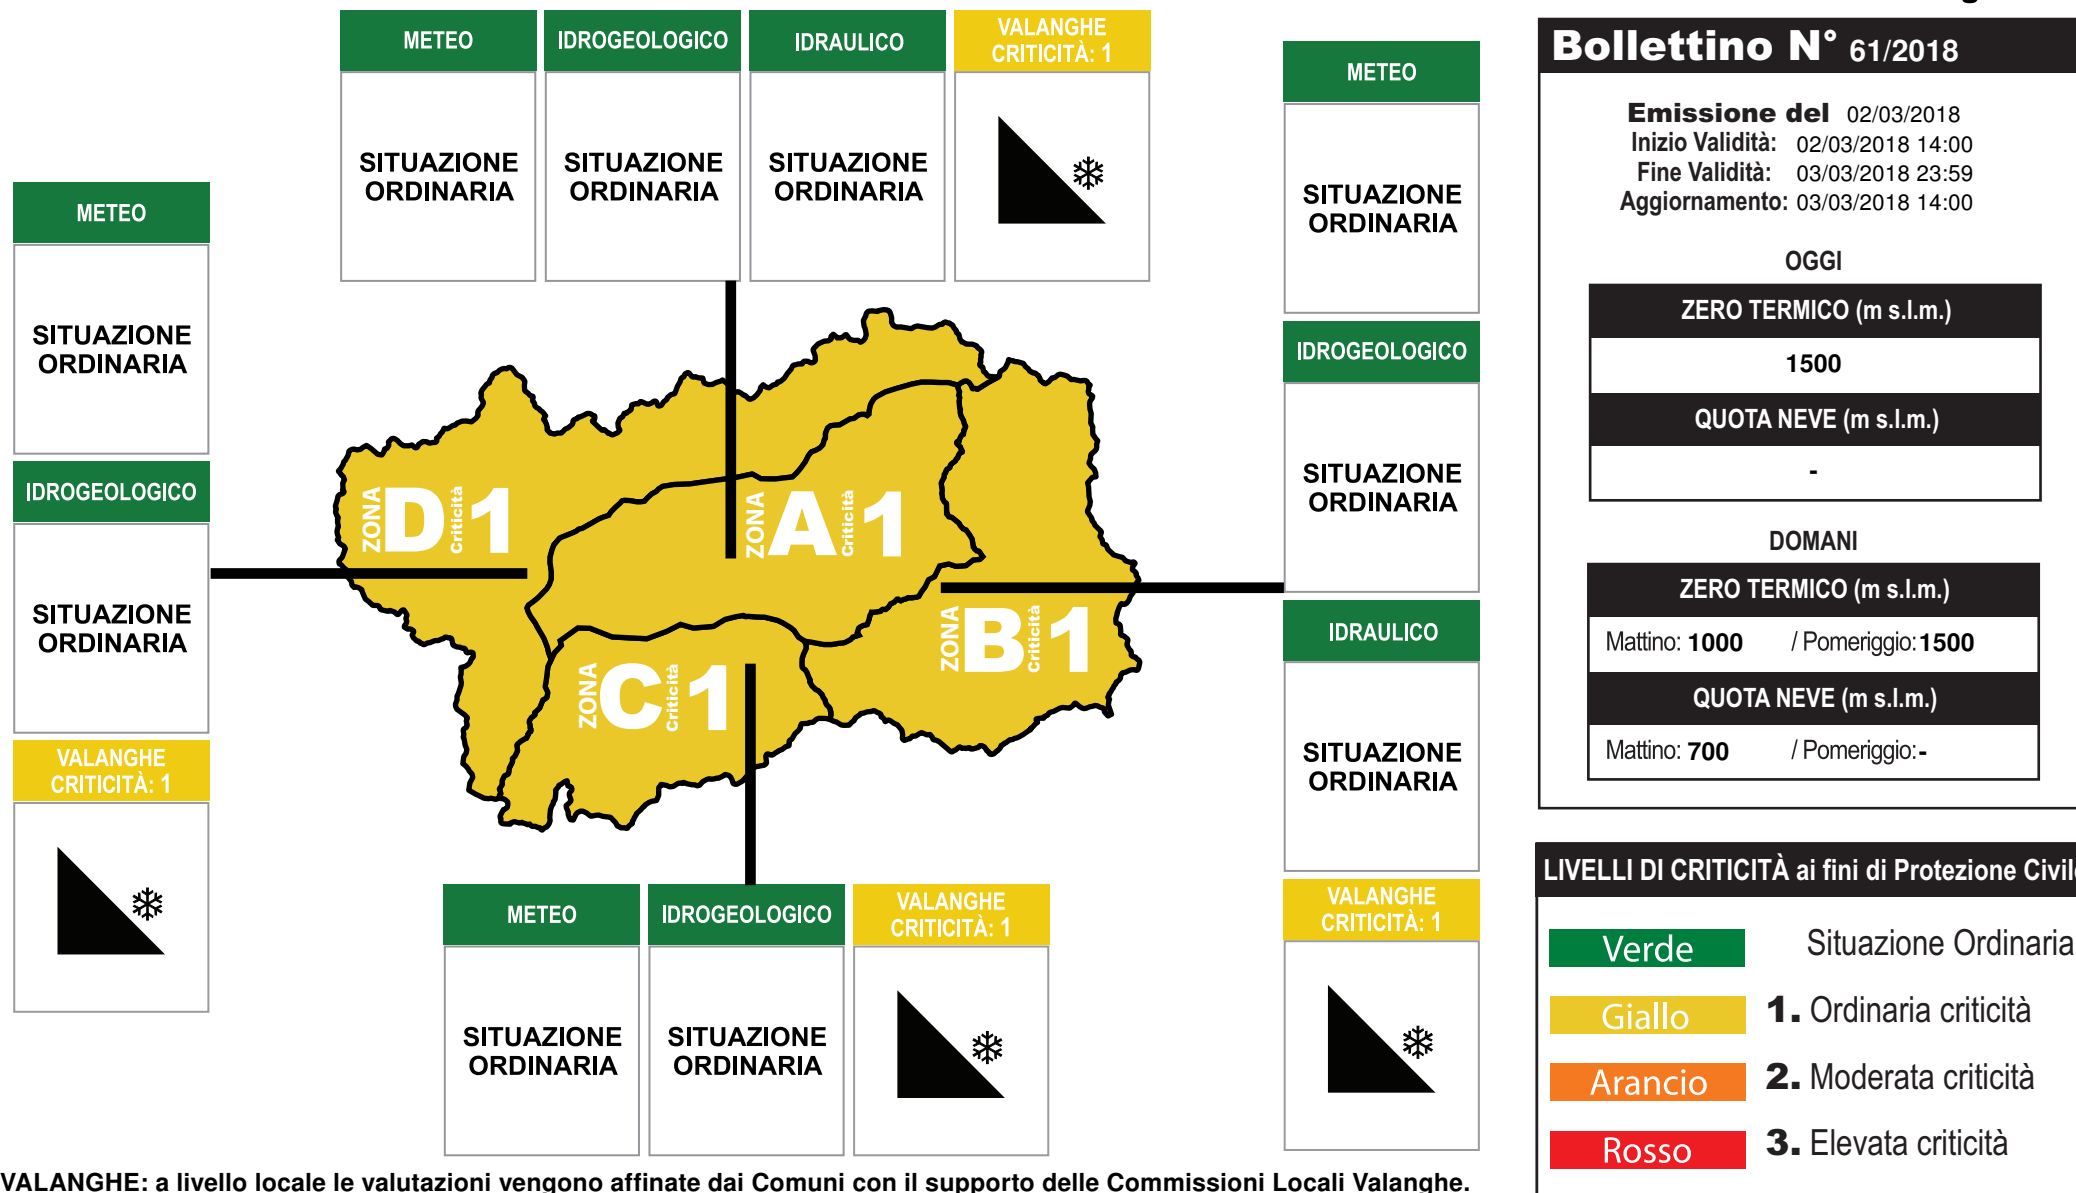 METEO
IDROGEOLOGICO
IDRAULICO
VALANGHE
CRITICITÀ: 1
SITUAZIONE
ORDINARIA
SITUAZIONE
ORDINARIA
SITUAZIONE
ORDINARIA
METEO
SITUAZIONE
ORDINARIA
IDROGEOLOGICO
SITUAZIONE
ORDINARIA
VALANGHE
CRITICITÀ: 1
METEO
SITUAZIONE
ORDINARIA
IDROGEOLOGICO
SITUAZIONE
ORDINARIA
IDRAULICO
SITUAZIONE
ORDINARIA
VALANGHE
CRITICITÀ: 1
ZONA D Criticità 1
ZONA A Criticità 1
ZONA B Criticità 1
ZONA C Criticità 1
METEO
IDROGEOLOGICO
VALANGHE
CRITICITÀ: 1
SITUAZIONE
ORDINARIA
SITUAZIONE
ORDINARIA
VALANGHE: a livello locale le valutazioni vengono affinate dai Comuni con il supporto delle Commissioni Locali Valanghe.
Bollettino N° 61/2018
Emissione del 02/03/2018
Inizio Validità: 02/03/2018 14:00
Fine Validità: 03/03/2018 23:59
Aggiornamento: 03/03/2018 14:00
OGGI
ZERO TERMICO (m s.l.m.)
1500
QUOTA NEVE (m s.l.m.)
-
DOMANI
ZERO TERMICO (m s.l.m.)
Mattino: 1000 / Pomeriggio: 1500
QUOTA NEVE (m s.l.m.)
Mattino: 700 / Pomeriggio: -
LIVELLI DI CRITICITÀ ai fini di Protezione Civile
Verde Situazione Ordinaria
Giallo 1. Ordinaria criticità
Arancio 2. Moderata criticità
Rosso 3. Elevata criticità